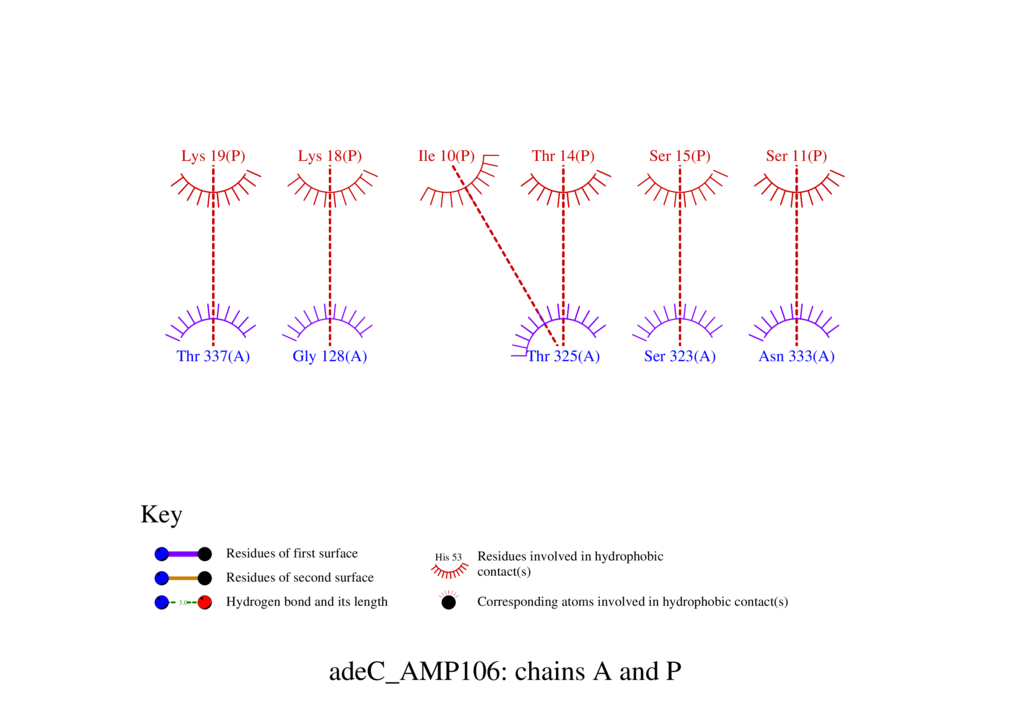 Lys 19(P) Lys 18(P) Ile 10(P) Thr 14(P) Ser 15(P) Ser 11(P)
Thr 337(A) Gly 128(A) Thr 325(A) Ser 323(A) Asn 333(A)
Key
Residues of first surface
Residues of second surface
3.0
Hydrogen bond and its length
His 53
Residues involved in hydrophobic
contact(s)
Corresponding atoms involved in hydrophobic contact(s)
adeC_AMP106: chains A and P